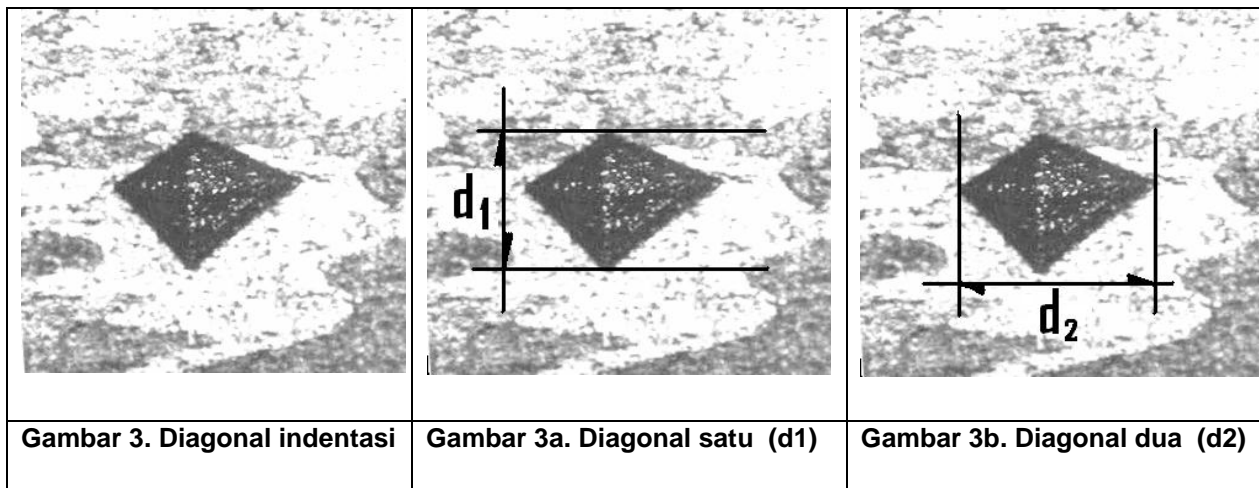 d1
d2
Gambar 3. Diagonal indentasi
Gambar 3a. Diagonal satu (d1)
Gambar 3b. Diagonal dua (d2)